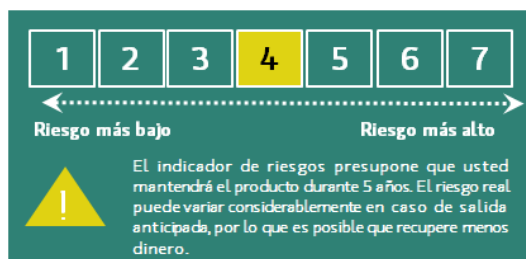 1 2 3 4 5 6 7
Riesgo más bajo Riesgo más alto
!
El indicador de riesgos presupone que usted
mantendrá el producto durante 5 años. El riesgo real
puede variar considerablemente en caso de salida
anticipada, por lo que es posible que recupere menos
dinero.